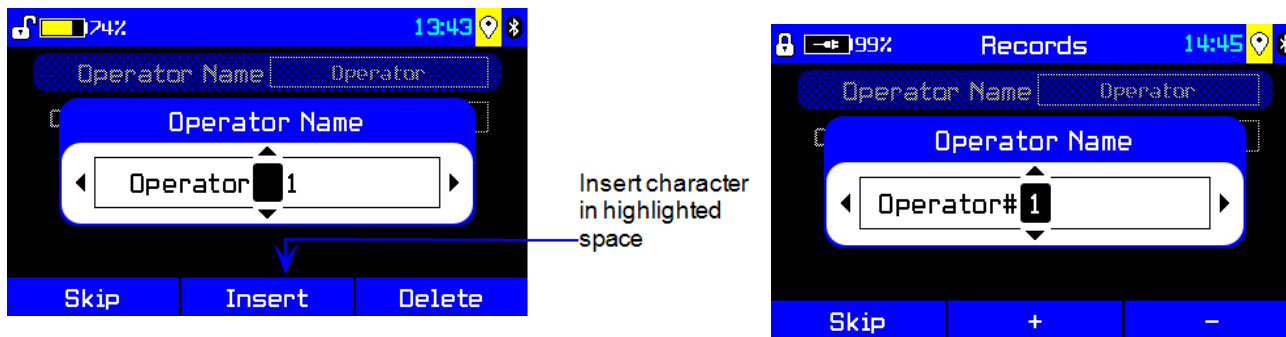 74% 13:43
Operator Name Operator
Operator Name
Operator 1
Skip Insert Delete
Insert character
in highlighted
space
99% Records 14:45
Operator Name Operator
Operator Name
Operator#1
Skip + -